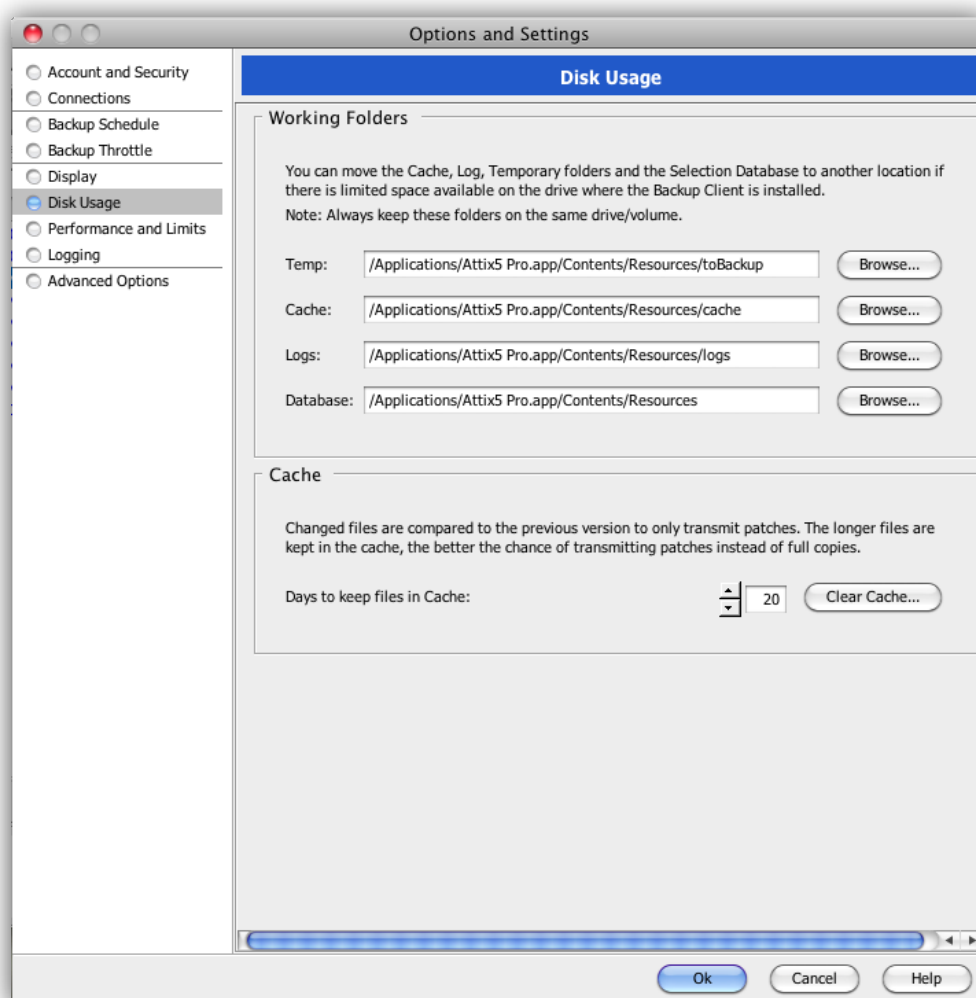 Options and Settings
Account and Security
Connections
Backup Schedule
Backup Throttle
Display
Disk Usage
Performance and Limits
Logging
Advanced Options
Disk Usage
Working Folders
You can move the Cache, Log, Temporary folders and the Selection Database to another location if
there is limited space available on the drive where the Backup Client is installed.
Note: Always keep these folders on the same drive/volume.
Temp: /Applications/Attix5 Pro.app/Contents/Resources/toBackup Browse...
Cache: /Applications/Attix5 Pro.app/Contents/Resources/cache Browse...
Logs: /Applications/Attix5 Pro.app/Contents/Resources/logs Browse...
Database: /Applications/Attix5 Pro.app/Contents/Resources Browse...
Cache
Changed files are compared to the previous version to only transmit patches. The longer files are
kept in the cache, the better the chance of transmitting patches instead of full copies.
Days to keep files in Cache: 20 Clear Cache...
Ok Cancel Help